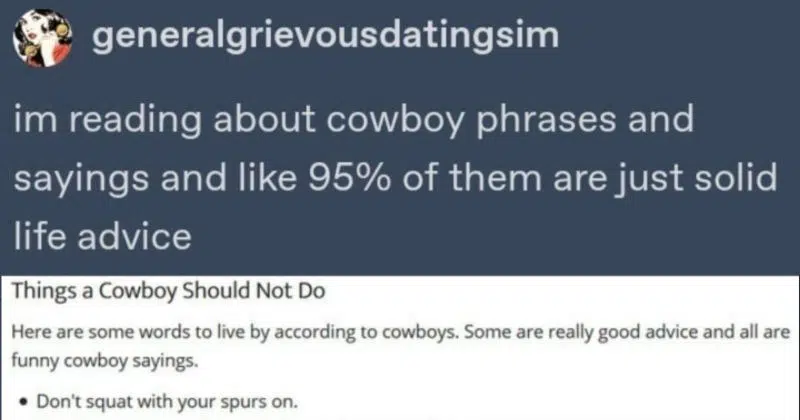 generalgrievousdatingsim
im reading about cowboy phrases and
sayings and like 95% of them are just solid
life advice
Things a Cowboy Should Not Do
Here are some words to live by according to cowboys. Some are really good advice and all are
funny cowboy sayings.
• Don't squat with your spurs on.